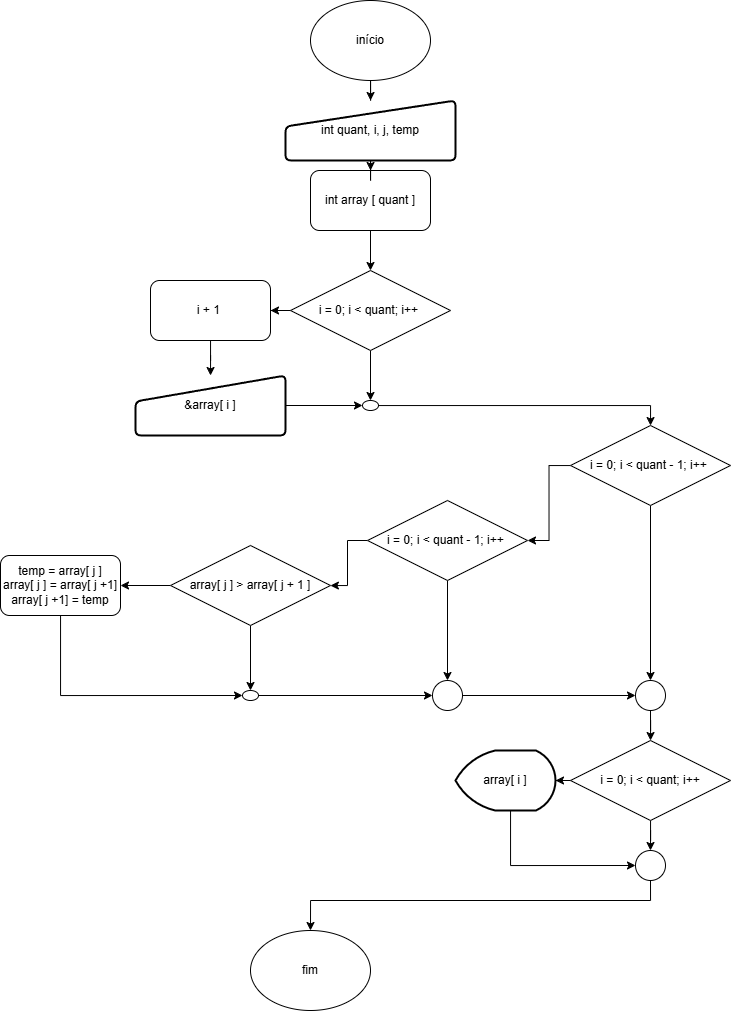 início
int quant, i, j, temp
int array [ quant ]
i = 0; i < quant; i++
i + 1
&array[ i ]
i = 0; i < quant - 1; i++
i = 0; i < quant - 1; i++
array[ j ] > array[ j + 1 ]
temp = array[ j ]
array[ j ] = array[ j +1]
array[ j +1] = temp
i = 0; i < quant; i++
array[ i ]
fim